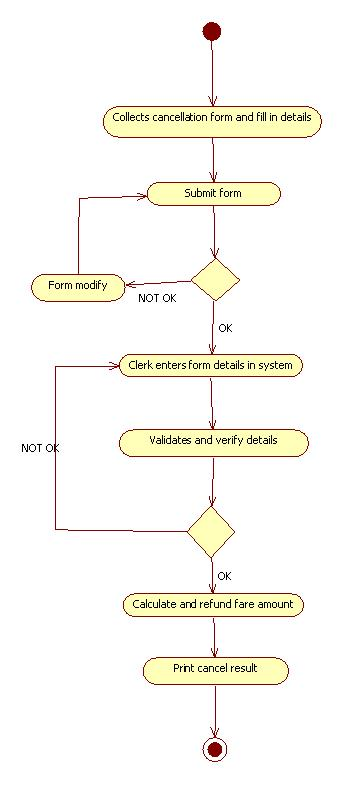 Collects cancellation form and fill in details
Submit form
Form modify
NOT OK
OK
Clerk enters form details in system
Validates and verify details
NOT OK
OK
Calculate and refund fare amount
Print cancel result